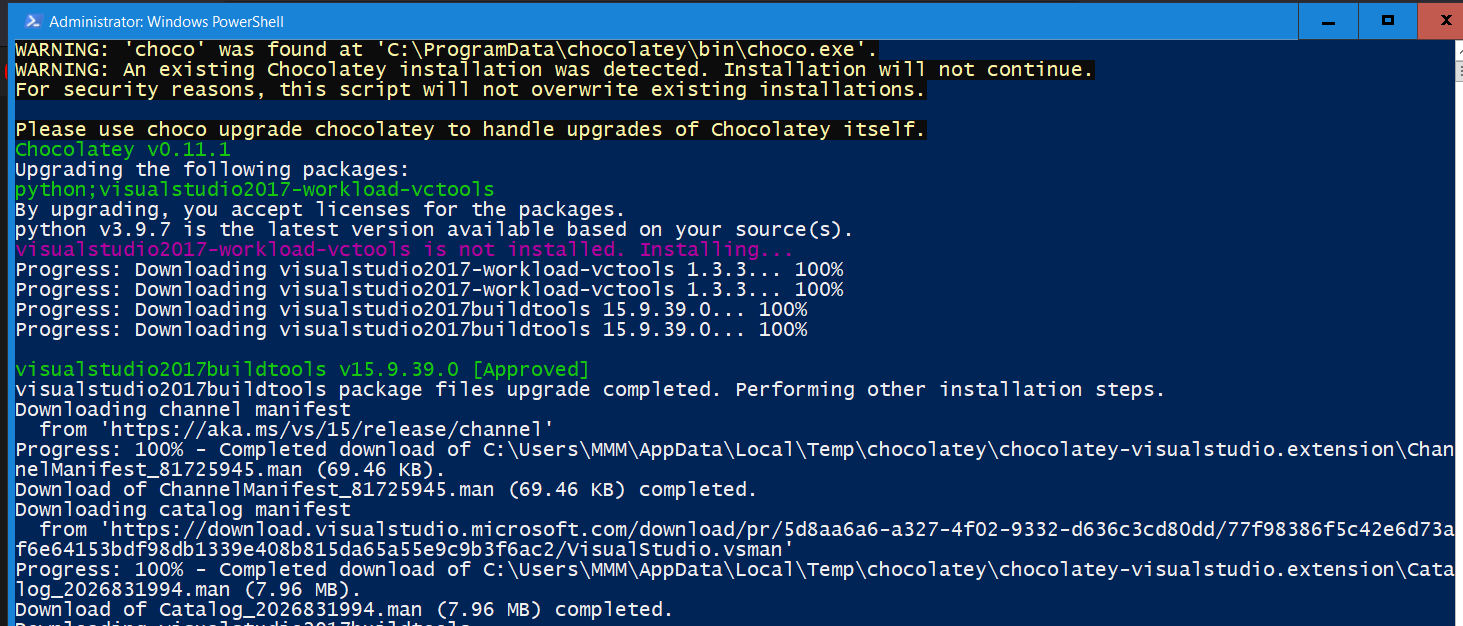 Administrator: Windows PowerShell
WARNING: 'choco' was found at 'C:\ProgramData\chocolatey\bin\choco.exe'.
WARNING: An existing Chocolatey installation was detected. Installation will not continue.
For security reasons, this script will not overwrite existing installations.
Please use choco upgrade chocolatey to handle upgrades of Chocolatey itself.
Chocolatey v0.11.1
Upgrading the following packages:
python;visualstudio2017-workload-vctools
By upgrading, you accept licenses for the packages.
python v3.9.7 is the latest version available based on your source(s).
visualstudio2017-workload-vctools is not installed. Installing...
Progress: Downloading visualstudio2017-workload-vctools 1.3.3... 100%
Progress: Downloading visualstudio2017-workload-vctools 1.3.3... 100%
Progress: Downloading visualstudio2017buildtools 15.9.39.0... 100%
Progress: Downloading visualstudio2017buildtools 15.9.39.0... 100%
visualstudio2017buildtools v15.9.39.0 [Approved]
visualstudio2017buildtools package files upgrade completed. Performing other installation steps.
Downloading channel manifest
  from 'https://aka.ms/vs/15/release/channel'
Progress: 100% - Completed download of C:\Users\MMM\AppData\Local\Temp\chocolatey\chocolatey-visualstudio.extension\Chan
nelManifest_81725945.man (69.46 KB).
Download of ChannelManifest_81725945.man (69.46 KB) completed.
Downloading catalog manifest
  from 'https://download.visualstudio.microsoft.com/download/pr/5d8aa6a6-a327-4f02-9332-d636c3cd80dd/77f98386f5c42e6d73a
f6e64153bdf98db1339e408b815da65a55e9c9b3f6ac2/VisualStudio.vsman'
Progress: 100% - Completed download of C:\Users\MMM\AppData\Local\Temp\chocolatey\chocolatey-visualstudio.extension\Cata
log_2026831994.man (7.96 MB).
Download of Catalog_2026831994.man (7.96 MB) completed.
Downloading visualstudio2017buildtools